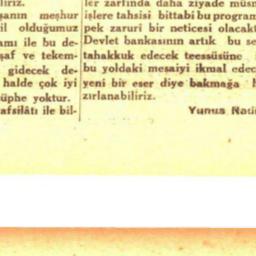 liriz.
şanın meşhur
il olduğumuz
amı ile bu de-
şaf ve tekem-
gidecek de-
halde çok iyi
üphe yoktur.
afsilâtı ile bil-
ler zarfında daha ziyade
işlere tahsisi bittabi bu program
pek zaruri bir neticesi olacakt
Devlet bankasının artık bu se
tahakkuk edecek teessüsüne
bu yoldaki mesaiyi ikmal edec
yeni bir eser diye bakmağa
zırlanabiliriz.
Yunus Nadi